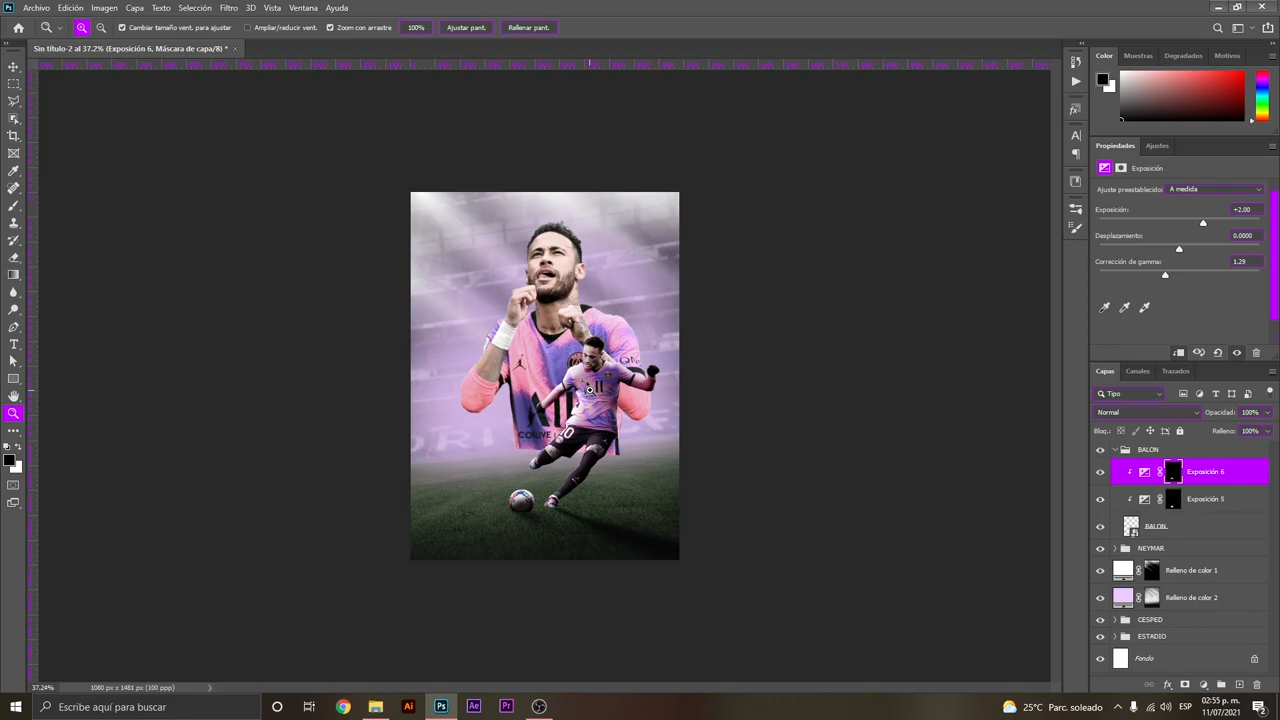 Archivo Edición Imagen Capa Texto Selección Filtro 3D Vista Ventana Ayuda
Cambiar tamaño vent. para ajustar Ampliar/reducir vent. Zoom con arrastre 100% Ajustar pant. Rellenar pant.
Sin título-2 al 37.2% (Exposición 6, Máscara de capa/8) *
Color Muestras Degradados Motivos
Propiedades Ajustes
Exposición
Ajuste preestablecido: A medida
Exposición: +2.00
Desplazamiento: 0.0000
Corrección de gamma: 1.29
Capas Canales Trazados
Tipo
Normal Opacidad: 100%
Bloq.: Relleno: 100%
BALON
Exposición 6
Exposición 5
BALON
NEYMAR
Relleno de color 1
Relleno de color 2
CESPED
ESTADIO
Fondo
37.24% 1080 px x 1481 px (100 ppp)
Escribe aquí para buscar
25°C Parc. soleado ESP 02:55 p. m.
11/07/2021